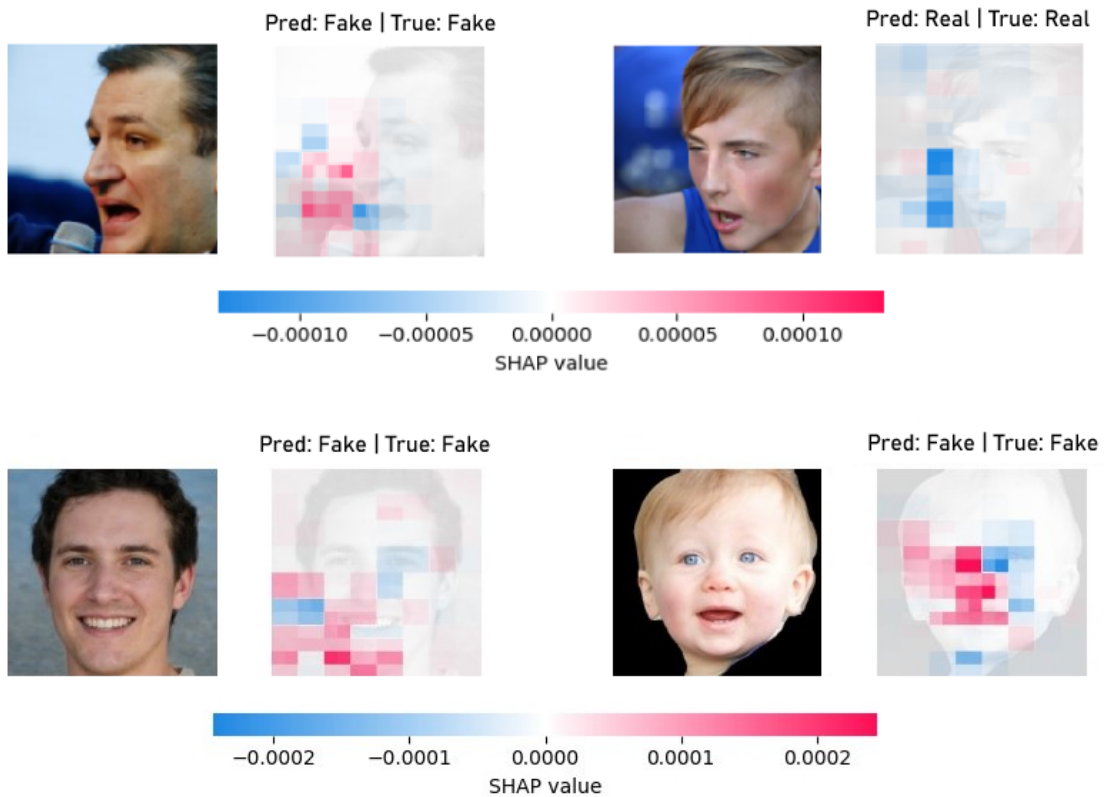 Pred: Fake | True: Fake
Pred: Real | True: Real
−0.00010 −0.00005 0.00000 0.00005 0.00010
SHAP value
Pred: Fake | True: Fake
Pred: Fake | True: Fake
−0.0002 −0.0001 0.0000 0.0001 0.0002
SHAP value